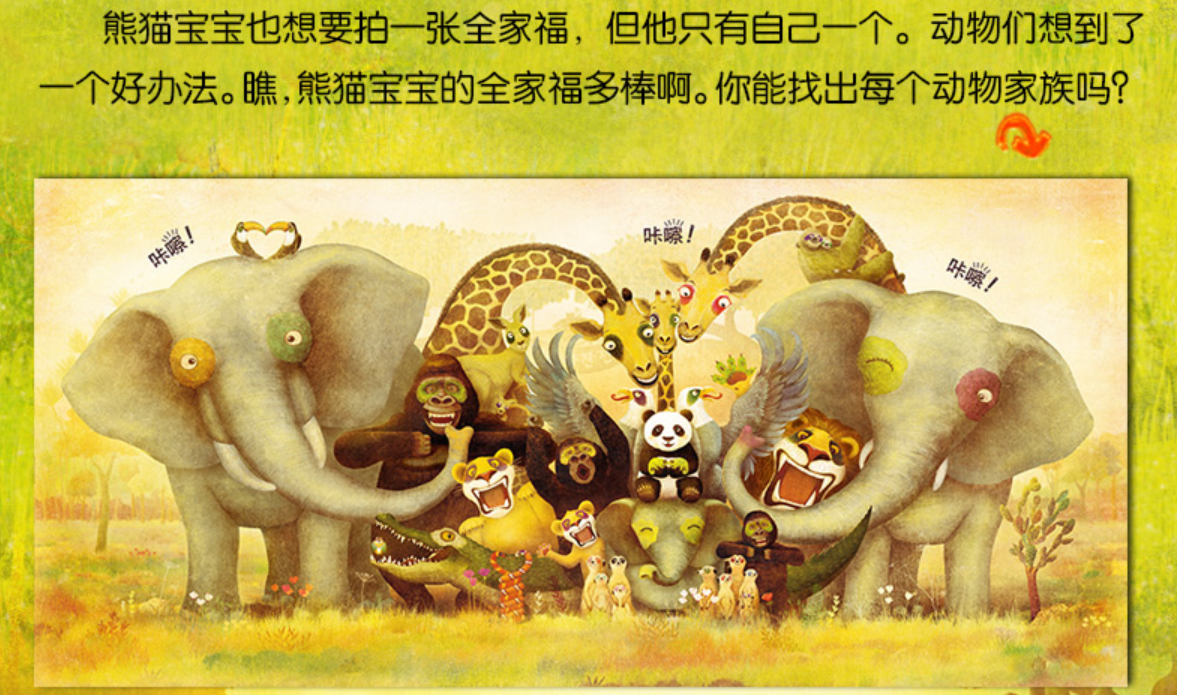 熊猫宝宝也想要拍一张全家福，但他只有自己一个。动物们想到了
一个好办法。瞧，熊猫宝宝的全家福多棒啊。你能找出每个动物家族吗？
咔嚓！
咔嚓！
咔嚓！